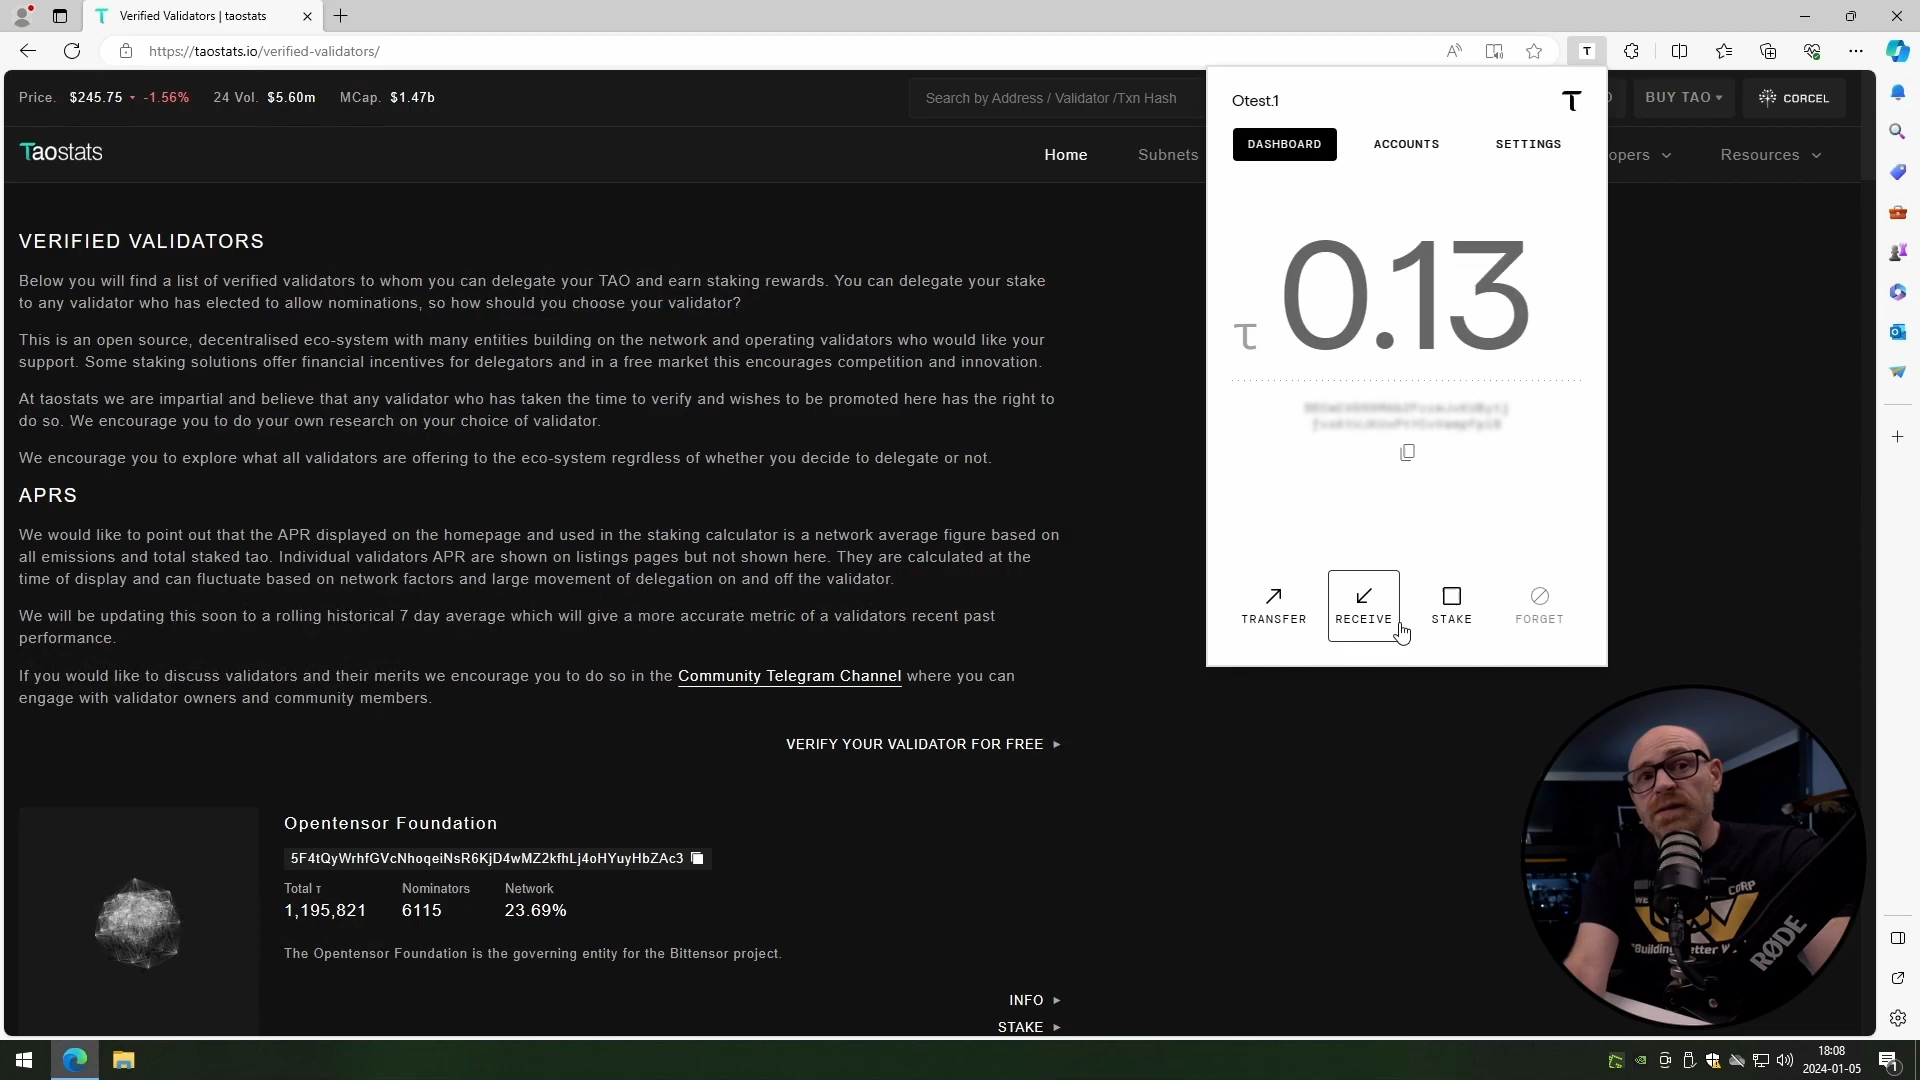 Verified Validators | taostats
https://taostats.io/verified-validators/
Price. $245.75 -1.56% 24 Vol. $5.60m MCap. $1.47b
Search by Address / Validator /Txn Hash
BUY TAO
CORCEL
Taostats
Home
Subnets
opers
Resources
Otest.1
DASHBOARD
ACCOUNTS
SETTINGS
τ 0.13
TRANSFER
RECEIVE
STAKE
FORGET
VERIFIED VALIDATORS
Below you will find a list of verified validators to whom you can delegate your TAO and earn staking rewards. You can delegate your stake
to any validator who has elected to allow nominations, so how should you choose your validator?
This is an open source, decentralised eco-system with many entities building on the network and operating validators who would like your
support. Some staking solutions offer financial incentives for delegators and in a free market this encourages competition and innovation.
At taostats we are impartial and believe that any validator who has taken the time to verify and wishes to be promoted here has the right to
do so. We encourage you to do your own research on your choice of validator.
We encourage you to explore what all validators are offering to the eco-system regrdless of whether you decide to delegate or not.
APRS
We would like to point out that the APR displayed on the homepage and used in the staking calculator is a network average figure based on
all emissions and total staked tao. Individual validators APR are shown on listings pages but not shown here. They are calculated at the
time of display and can fluctuate based on network factors and large movement of delegation on and off the validator.
We will be updating this soon to a rolling historical 7 day average which will give a more accurate metric of a validators recent past
performance.
If you would like to discuss validators and their merits we encourage you to do so in the Community Telegram Channel where you can
engage with validator owners and community members.
VERIFY YOUR VALIDATOR FOR FREE
Opentensor Foundation
5F4tQyWrhfGVcNhoqeiNsR6KjD4wMZ2kfhLj4oHYuyHbZAc3
Total τ Nominators Network
1,195,821 6115 23.69%
The Opentensor Foundation is the governing entity for the Bittensor project.
INFO
STAKE
CORP
WE
RØDE
18:08
2024-01-05
1